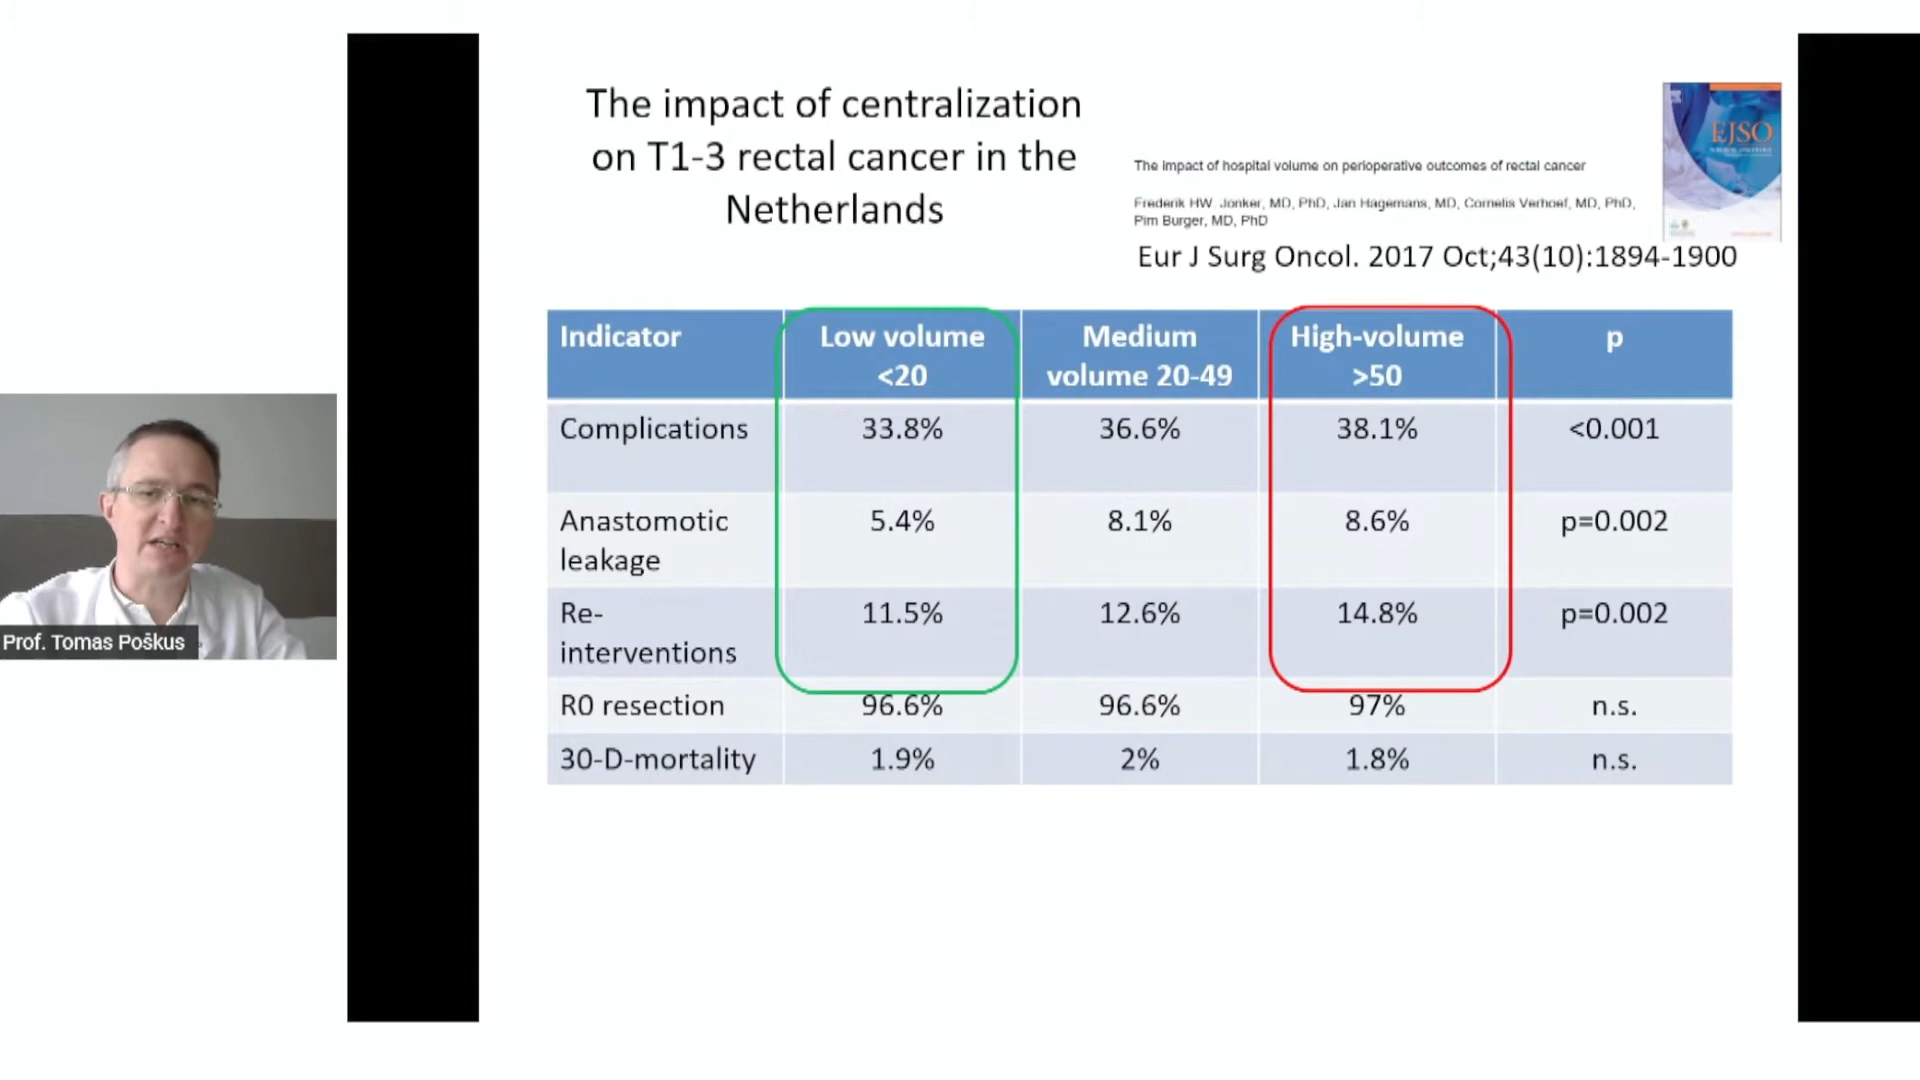 The impact of centralization
on T1-3 rectal cancer in the
Netherlands
The impact of hospital volume on perioperative outcomes of rectal cancer
Frederik HW. Jonker, MD, PhD, Jan Hagemans, MD, Cornelis Verhoef, MD, PhD,
Pim Burger, MD, PhD
EJSO
Eur J Surg Oncol. 2017 Oct;43(10):1894-1900
Indicator Low volume Medium High-volume p
<20 volume 20-49 >50
Complications 33.8% 36.6% 38.1% <0.001
Anastomotic 5.4% 8.1% 8.6% p=0.002
leakage
Re- 11.5% 12.6% 14.8% p=0.002
interventions
R0 resection 96.6% 96.6% 97% n.s.
30-D-mortality 1.9% 2% 1.8% n.s.
Prof. Tomas Poškus